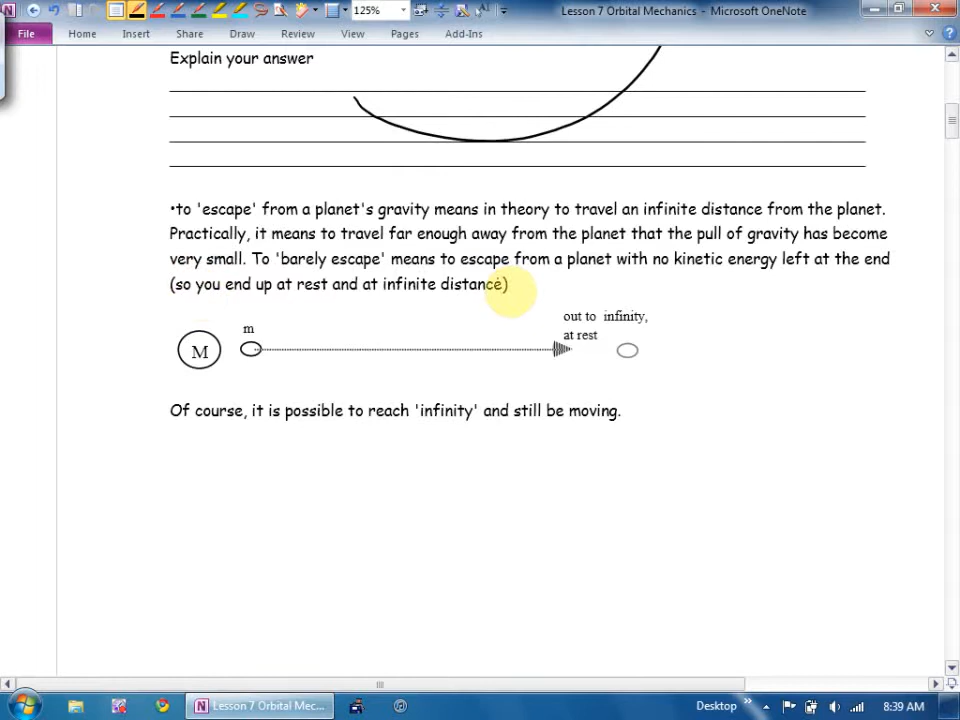 125%
Lesson 7 Orbital Mechanics - Microsoft OneNote
File Home Insert Share Draw Review View Pages Add-Ins
Explain your answer
•to 'escape' from a planet's gravity means in theory to travel an infinite distance from the planet.
Practically, it means to travel far enough away from the planet that the pull of gravity has become
very small. To 'barely escape' means to escape from a planet with no kinetic energy left at the end
(so you end up at rest and at infinite distance)
out to infinity,
at rest
m
M
Of course, it is possible to reach 'infinity' and still be moving.
Lesson 7 Orbital Mec... Desktop 8:39 AM